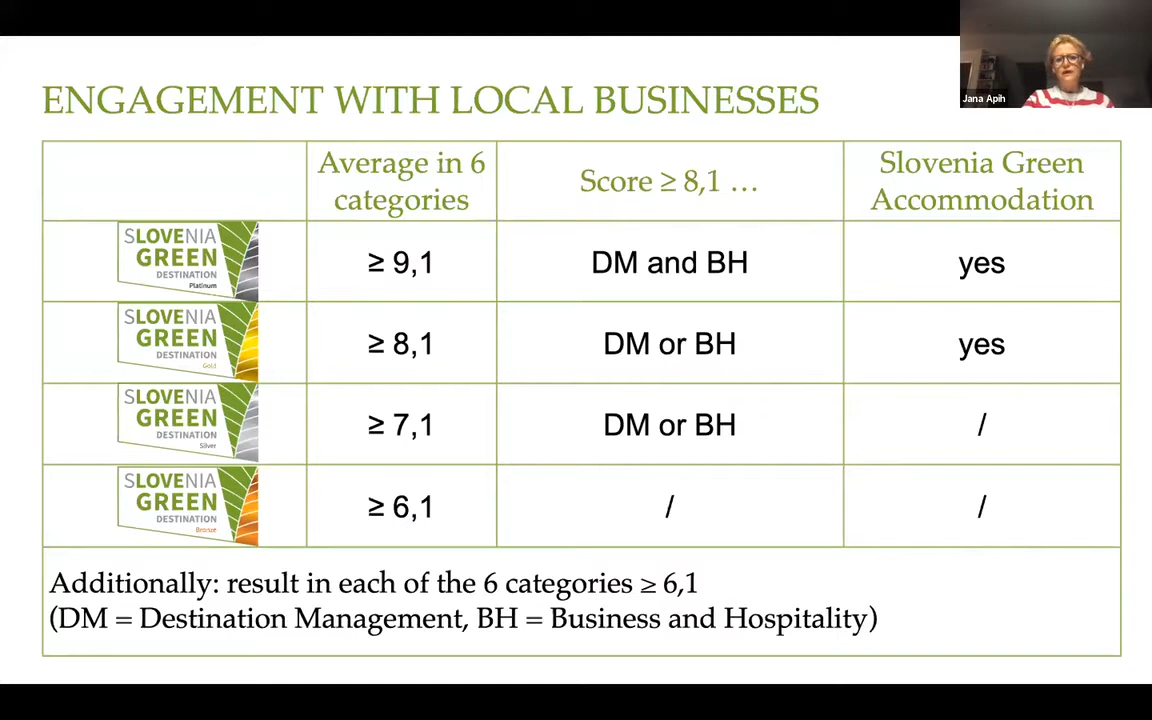 Jana Apih
ENGAGEMENT WITH LOCAL BUSINESSES
Average in 6
categories
Score ≥ 8,1 …
Slovenia Green
Accommodation
SLOVENIA
GREEN
DESTINATION
Platinum
≥ 9,1
DM and BH
yes
SLOVENIA
GREEN
DESTINATION
Gold
≥ 8,1
DM or BH
yes
SLOVENIA
GREEN
DESTINATION
Silver
≥ 7,1
DM or BH
/
SLOVENIA
GREEN
DESTINATION
Bronze
≥ 6,1
/
/
Additionally: result in each of the 6 categories ≥ 6,1
(DM = Destination Management, BH = Business and Hospitality)